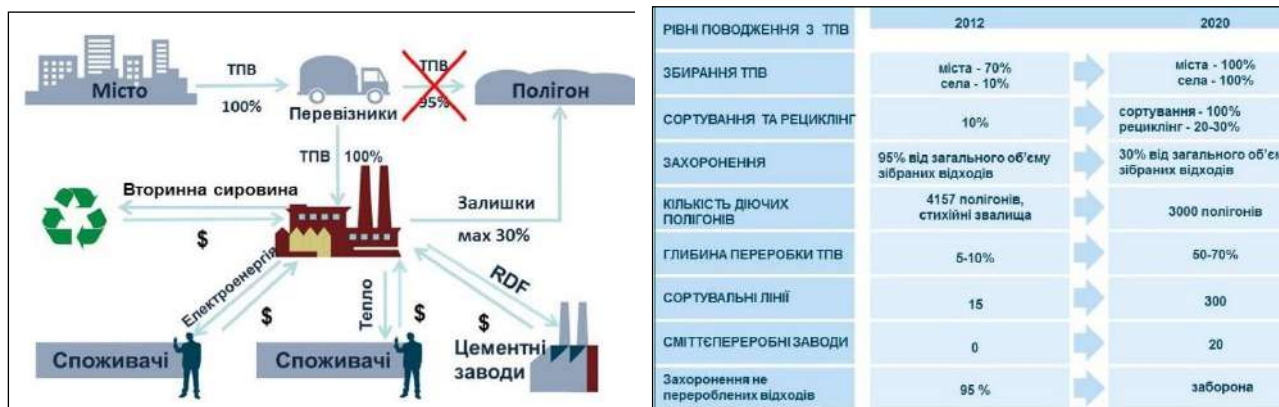 ТПВ
100%
Місто
Перевізники
ТПВ
95%
Полігон
ТПВ 100%
Вторинна сировина
$
Залишки
мах 30%
Електроенергія
$
Тепло
$
RDF
$
Споживачі
Споживачі
Цементні
заводи
РІВНІ ПОВОДЖЕННЯ З ТПВ
2012
2020
ЗБИРАННЯ ТПВ
міста - 70%
села - 10%
міста - 100%
села - 100%
СОРТУВАННЯ ТА РЕЦИКЛІНГ
10%
сортування - 100%
рециклінг - 20-30%
ЗАХОРОНЕННЯ
95% від загального об'єму
зібраних відходів
30% від загального об'єм
зібраних відходів
КІЛЬКІСТЬ ДІЮЧИХ
ПОЛІГОНІВ
4157 полігонів,
стихійні звалища
3000 полігонів
ГЛИБИНА ПЕРЕРОБКИ ТПВ
5-10%
50-70%
СОРТУВАЛЬНІ ЛІНІЇ
15
300
СМІТТЄПЕРЕРОБНІ ЗАВОДИ
0
20
Захоронення не
перероблених відходів
95 %
заборона